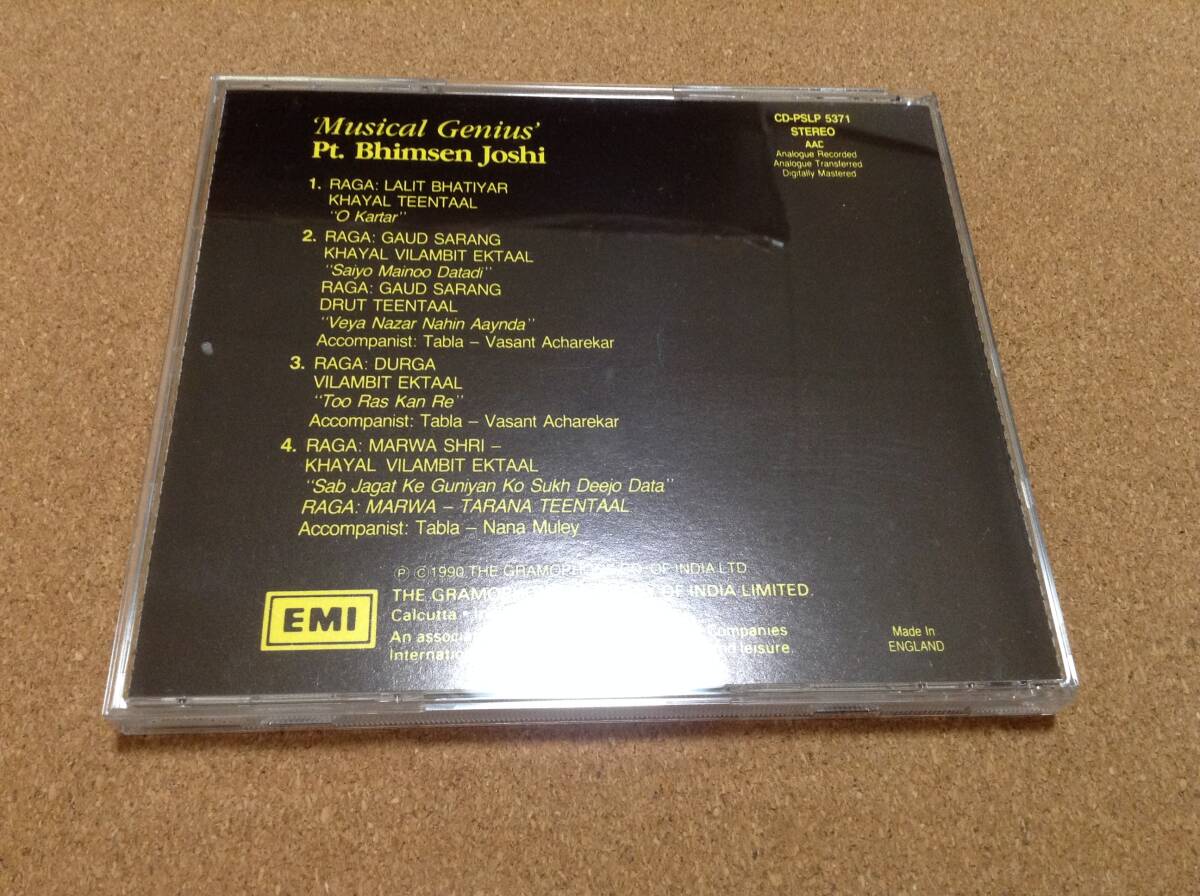 'Musical Genius'
Pt. Bhimsen Joshi
1. RAGA: LALIT BHATIYAR
KHAYAL TEENTAAL
"O Kartar"
2. RAGA: GAUD SARANG
KHAYAL VILAMBIT EKTAAL
"Saiyo Mainoo Datadi"
RAGA: GAUD SARANG
DRUT TEENTAAL
"Veya Nazar Nahin Aaynda"
Accompanist: Tabla – Vasant Acharekar
3. RAGA: DURGA
VILAMBIT EKTAAL
"Too Ras Kan Re"
Accompanist: Tabla – Vasant Acharekar
4. RAGA: MARWA SHRI –
KHAYAL VILAMBIT EKTAAL
"Sab Jagat Ke Guniyan Ko Sukh Deejo Data"
RAGA: MARWA – TARANA TEENTAAL
Accompanist: Tabla – Nana Muley
CD-PSLP 5371
STEREO
AAC
Analogue Recorded
Analogue Transferred
Digitally Mastered
Ⓟ Ⓒ 1990 THE GRAMOPHONE CO. OF INDIA LTD
THE OF INDIA LIMITED.
Calcutta •
An companies
leisure.
EMI
Made In
ENGLAND